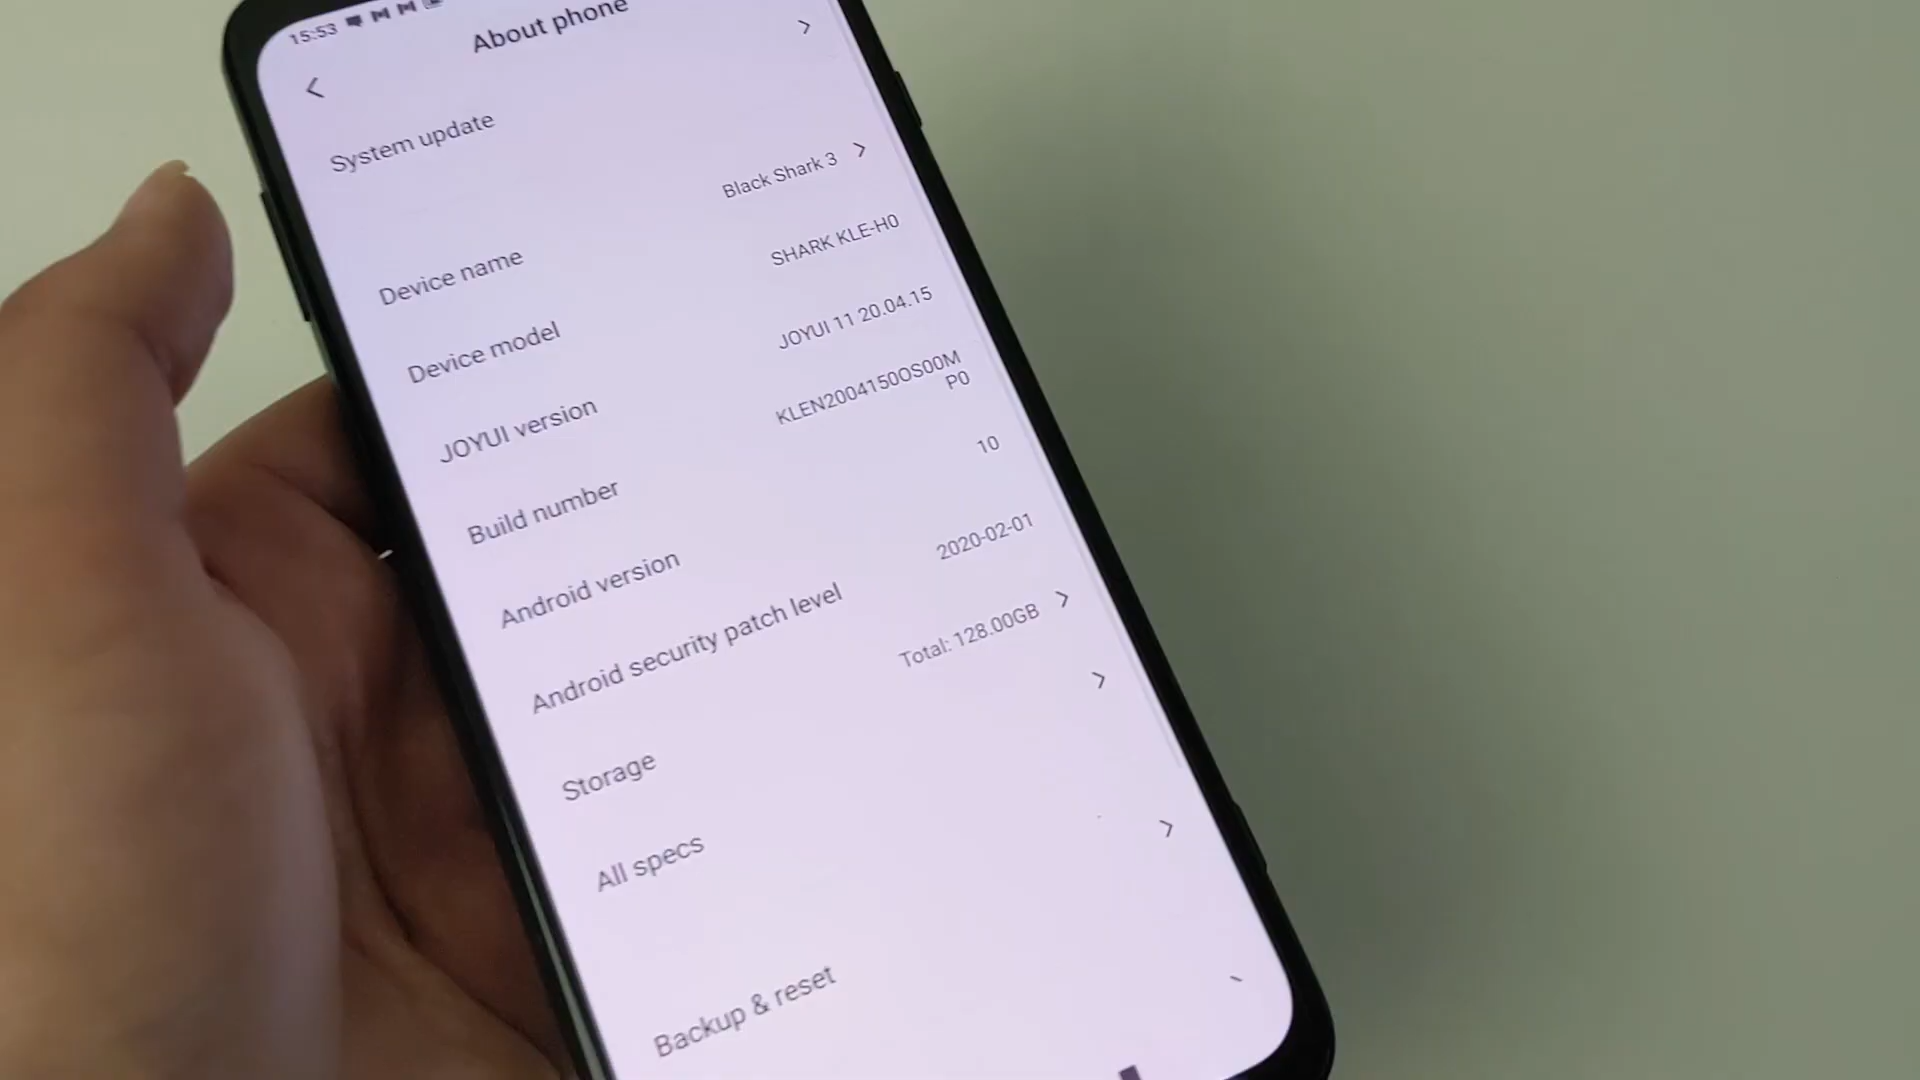 15:53
About phone
System update
Device name
Black Shark 3
Device model
SHARK KLE-H0
JOYUI version
JOYUI 11 20.04.15
Build number
KLEN200415OOS00M
P0
Android version
10
Android security patch level
2020-02-01
Storage
Total: 128.00GB
All specs
Backup & reset